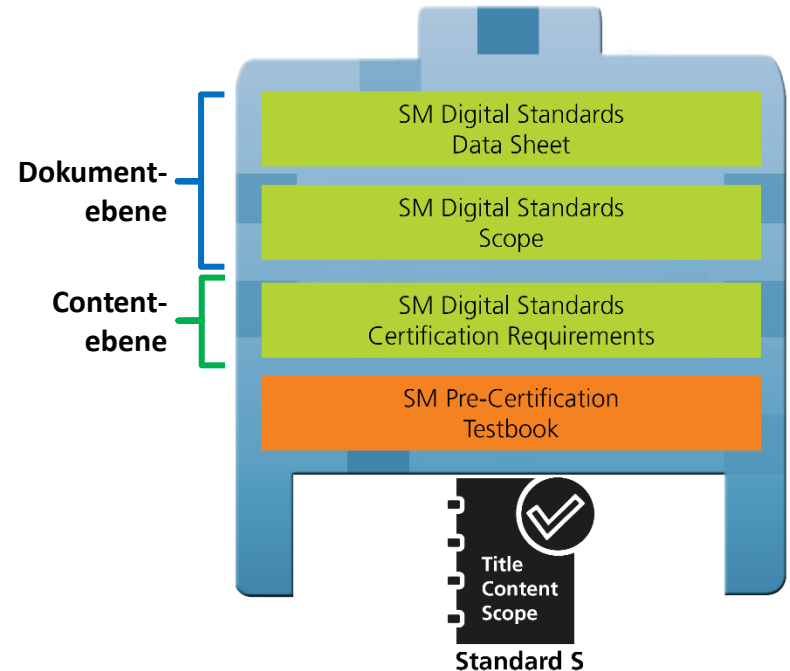 SM Digital Standards
Data Sheet
Dokument-
ebene
SM Digital Standards
Scope
Content-
ebene
SM Digital Standards
Certification Requirements
SM Pre-Certification
Testbook
Title
Content
Scope
Standard S